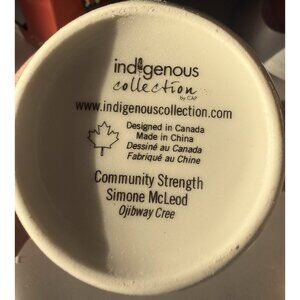 indigenous
collection
by CAP
www.indigenouscollection.com
Designed in Canada
Made in China
Dessiné au Canada
Fabriqué au Chine
Community Strength
Simone McLeod
Ojibway Cree